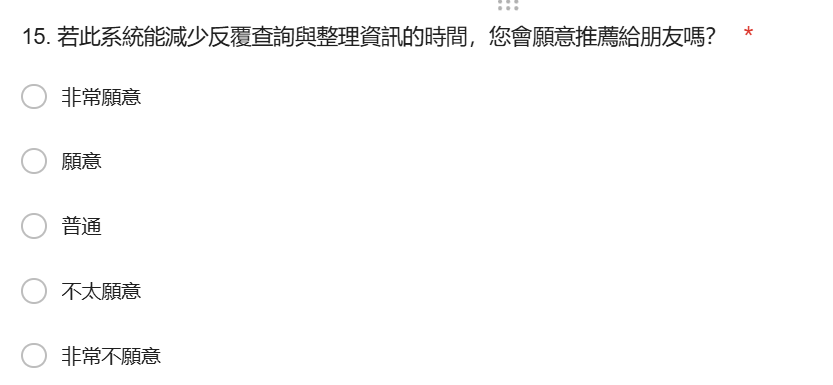 15. 若此系統能減少反覆查詢與整理資訊的時間，您會願意推薦給朋友嗎？ *
非常願意
願意
普通
不太願意
非常不願意